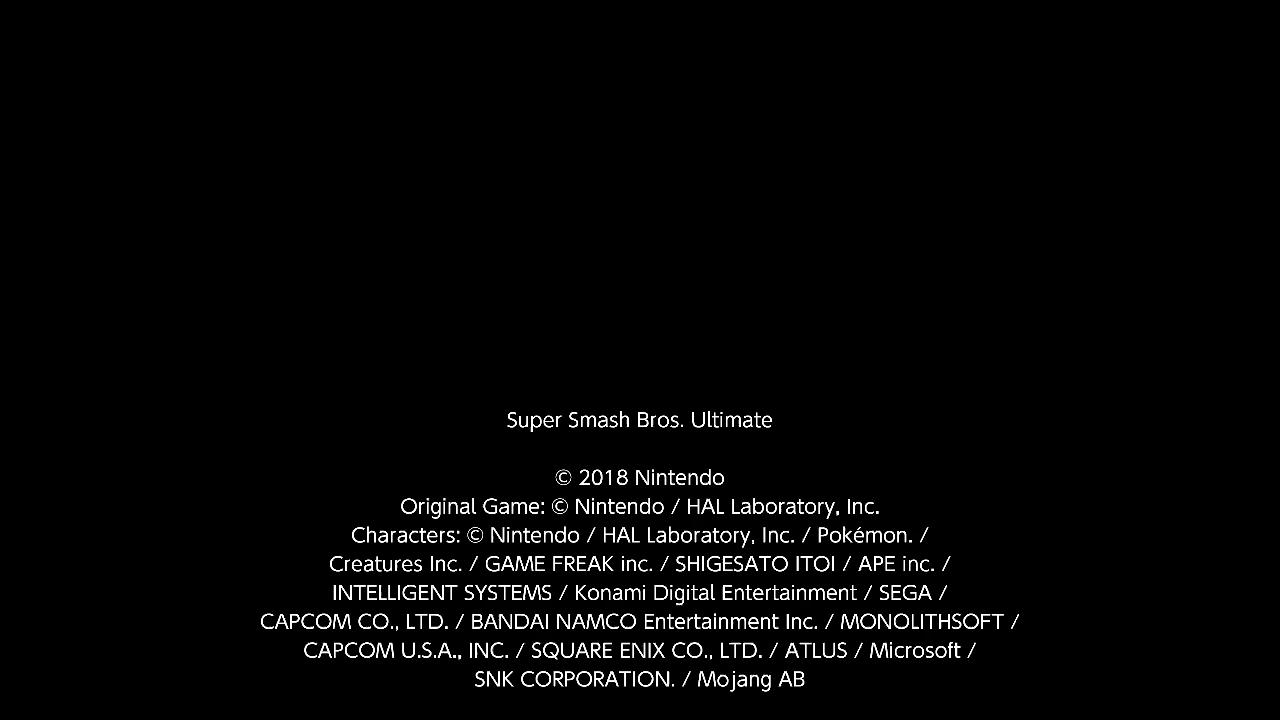 Super Smash Bros. Ultimate
© 2018 Nintendo
Original Game: © Nintendo / HAL Laboratory, Inc.
Characters: © Nintendo / HAL Laboratory, Inc. / Pokémon. /
Creatures Inc. / GAME FREAK inc. / SHIGESATO ITOI / APE inc. /
INTELLIGENT SYSTEMS / Konami Digital Entertainment / SEGA /
CAPCOM CO., LTD. / BANDAI NAMCO Entertainment Inc. / MONOLITHSOFT /
CAPCOM U.S.A., INC. / SQUARE ENIX CO., LTD. / ATLUS / Microsoft /
SNK CORPORATION. / Mojang AB